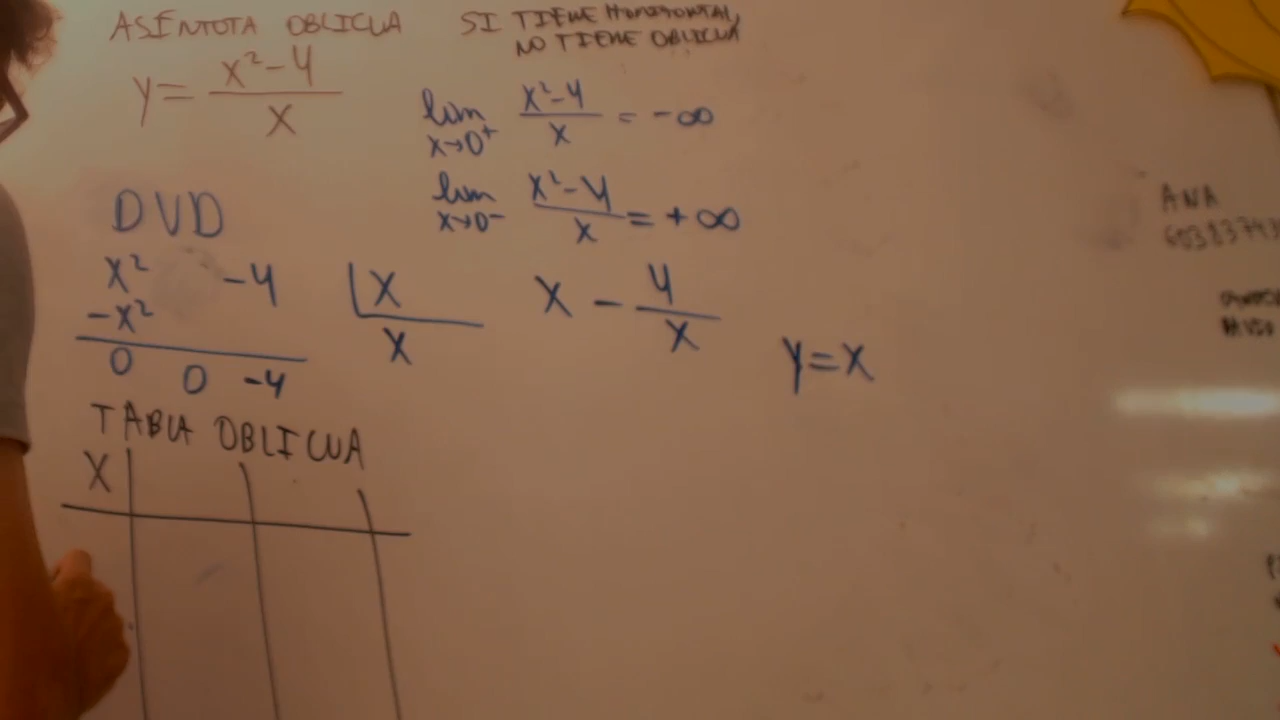 ASÍNTOTA OBLICUA
SI TIENE HORIZONTAL,
NO TIENE OBLICUA
y = x²-4 / x
lim x→0⁺ x²-4 / x = -∞
lim x→0⁻ x²-4 / x = +∞
DVD
x² -4 | x
-x² x
0 0 -4
x - 4/x
y=x
TABLA OBLICUA
X
ANA